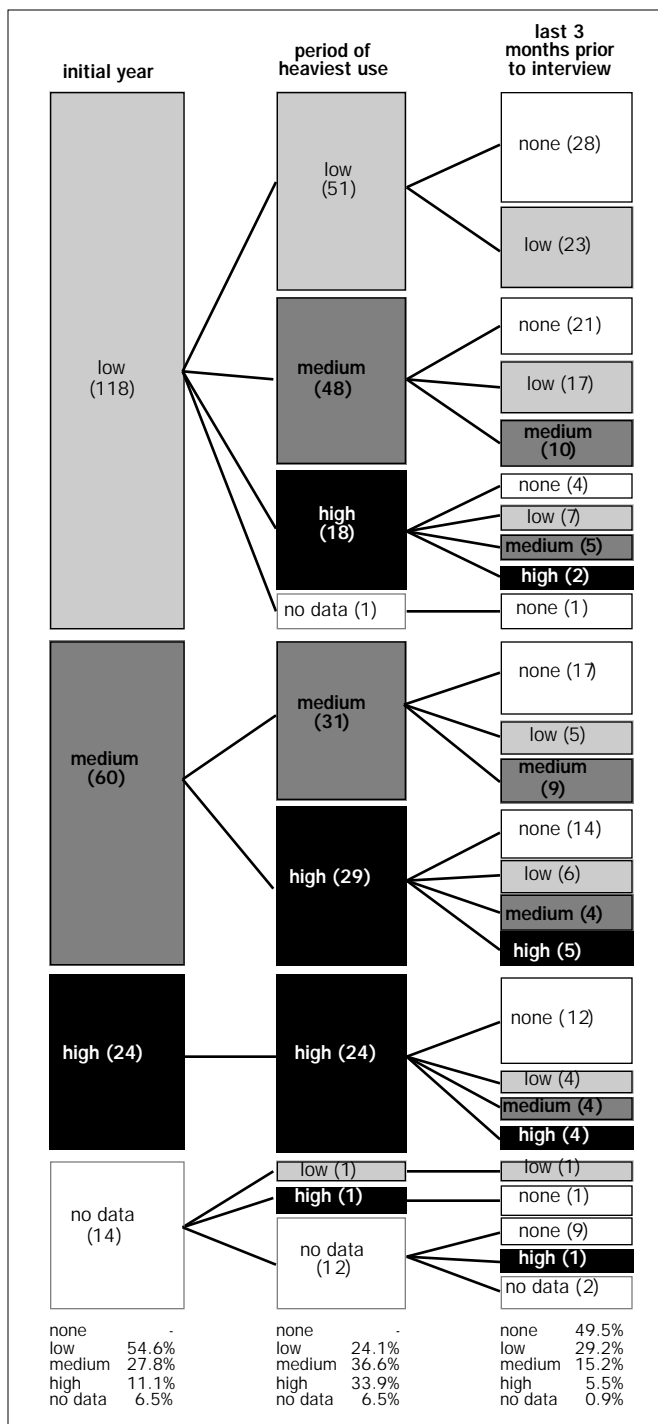 initial year
period of
heaviest use
last 3
months prior
to interview
low
(118)
low
(51)
none (28)
low (23)
medium
(48)
none (21)
low (17)
medium
(10)
high
(18)
none (4)
low (7)
medium (5)
high (2)
no data (1)
none (1)
medium
(60)
medium
(31)
none (17)
low (5)
medium
(9)
high (29)
none (14)
low (6)
medium (4)
high (5)
high (24)
high (24)
none (12)
low (4)
medium (4)
high (4)
no data
(14)
low (1)
low (1)
high (1)
none (1)
no data
(12)
none (9)
high (1)
no data (2)
none -
low 54.6%
medium 27.8%
high 11.1%
no data 6.5%
none -
low 24.1%
medium 36.6%
high 33.9%
no data 6.5%
none 49.5%
low 29.2%
medium 15.2%
high 5.5%
no data 0.9%